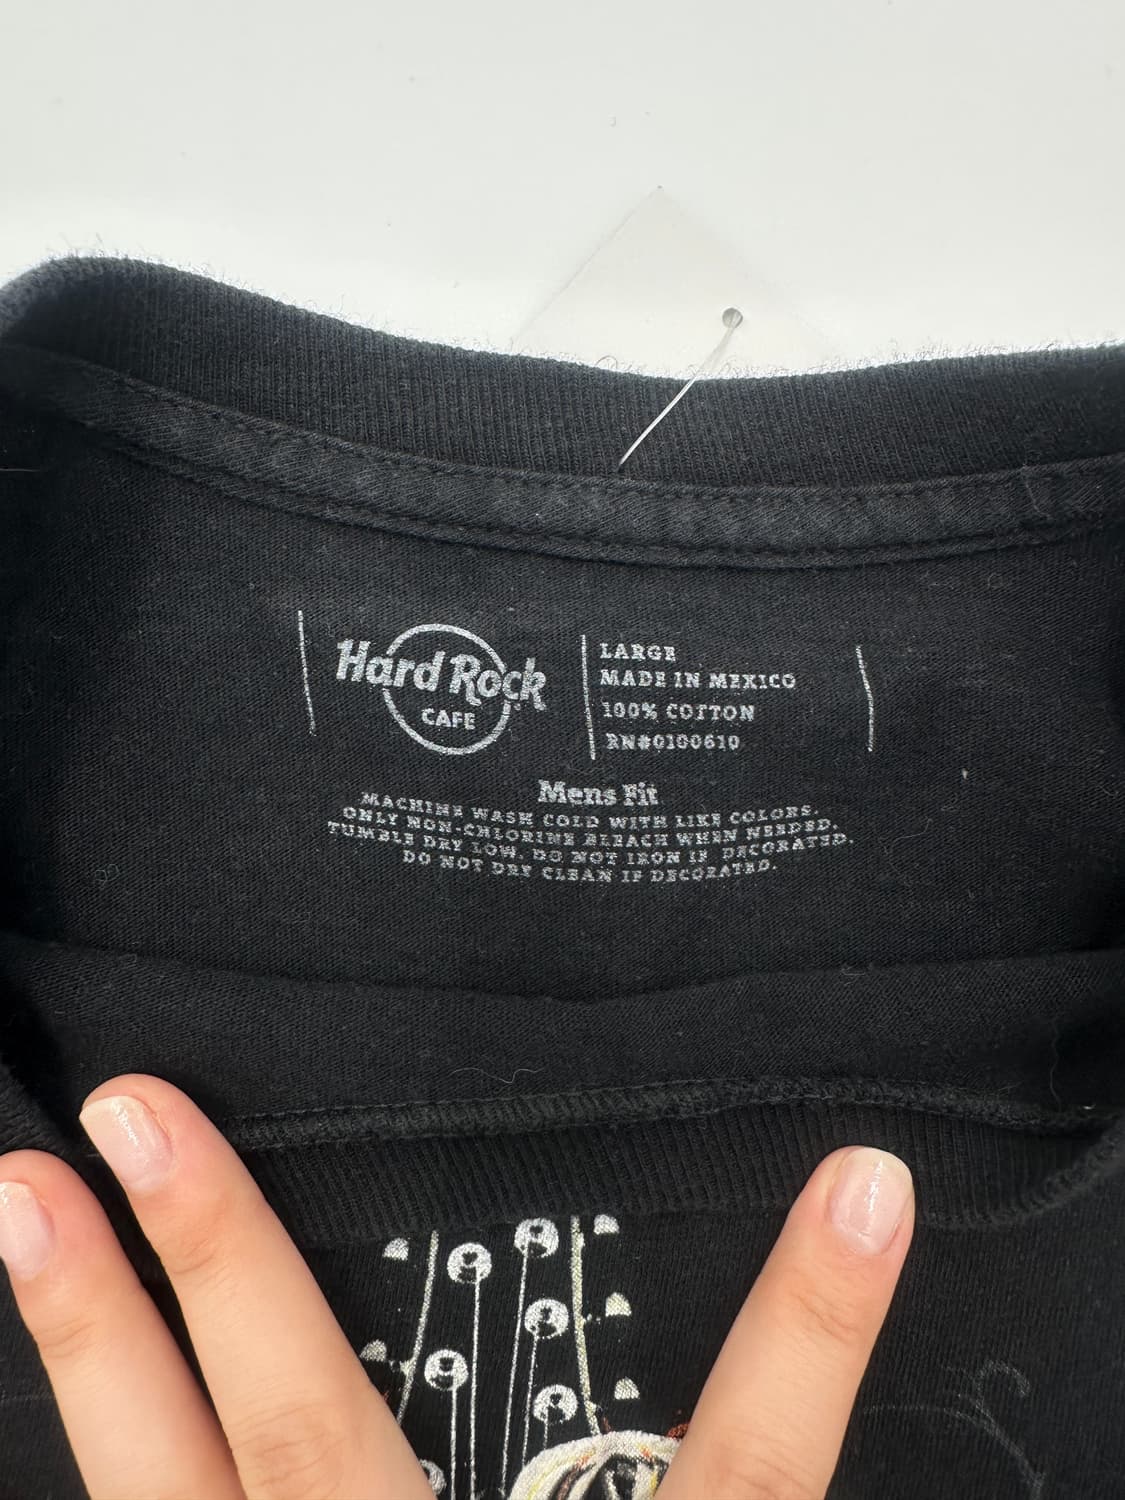 Hard Rock
CAFE
LARGE
MADE IN MEXICO
100% COTTON
RN#0100610
Mens Fit
MACHINE WASH COLD WITH LIKE COLORS.
ONLY NON-CHLORINE BLEACH WHEN NEEDED.
TUMBLE DRY LOW. DO NOT IRON IF DECORATED.
DO NOT DRY CLEAN IF DECORATED.